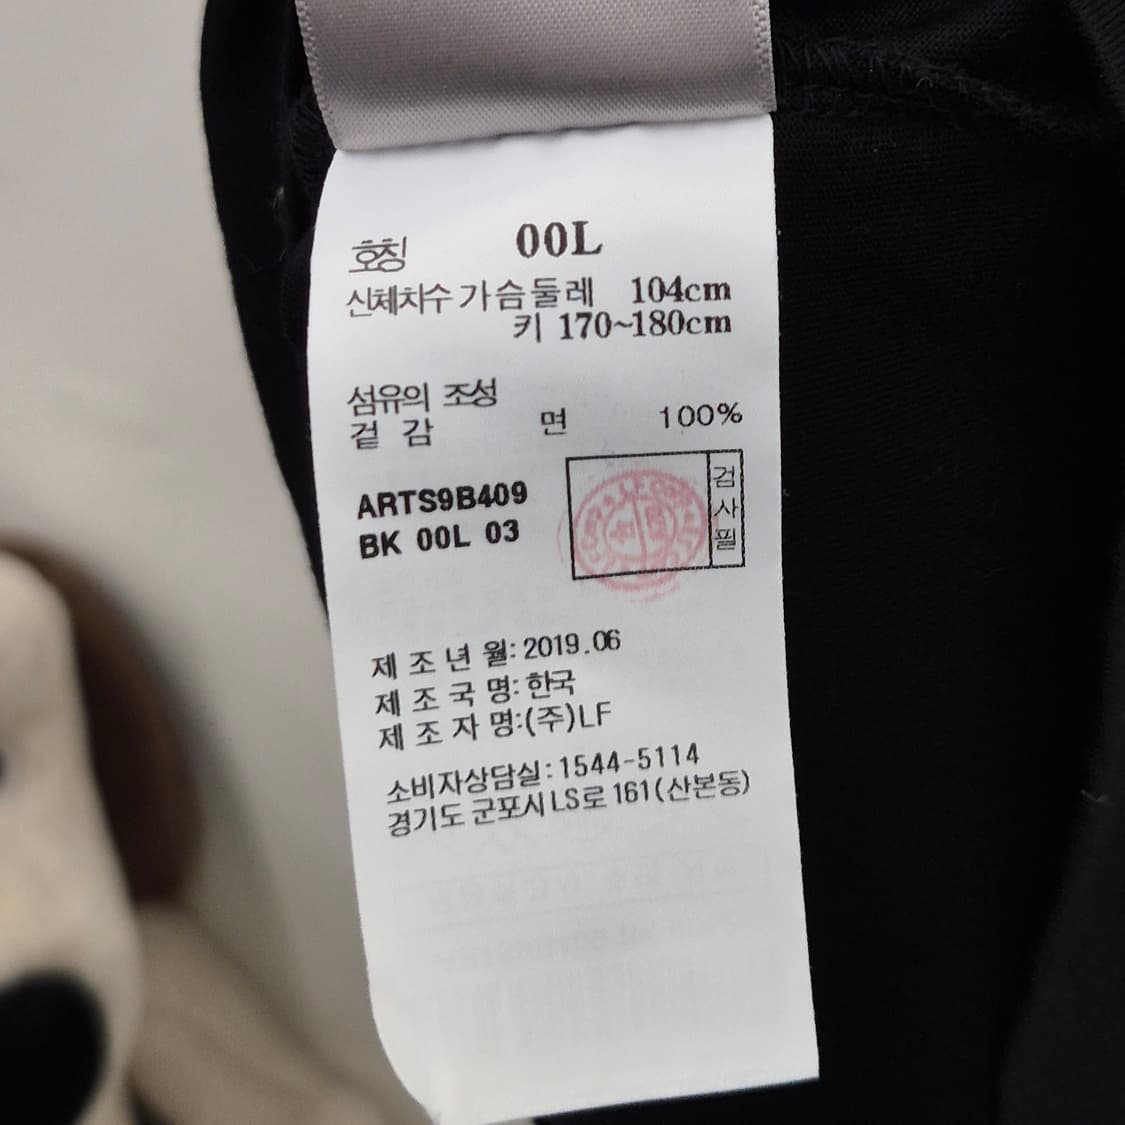 호칭 00L
신체치수 가슴둘레 104cm
키 170~180cm
섬유의 조성
겉 감 면 100%
ARTS9B409
BK 00L 03
검사필
제 조 년 월: 2019.06
제 조 국 명: 한국
제 조 자 명:(주)LF
소비자상담실:1544-5114
경기도 군포시 LS로 161(산본동)